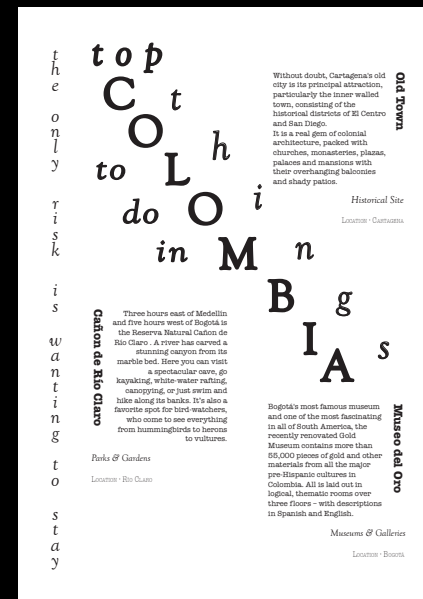 the only risk is wanting to stay
top
things
to
do
in
COLOMBIA
Old Town
Without doubt, Cartagena's old
city is its principal attraction,
particularly the inner walled
town, consisting of the
historical districts of El Centro
and San Diego.
It is a real gem of colonial
architecture, packed with
churches, monasteries, plazas,
palaces and mansions with
their overhanging balconies
and shady patios.
Historical Site
Location · Cartagena
Cañon de Río Claro
Three hours east of Medellín
and five hours west of Bogotá is
the Reserva Natural Cañon de
Río Claro . A river has carved a
stunning canyon from its
marble bed. Here you can visit
a spectacular cave, go
kayaking, white-water rafting,
canopying, or just swim and
hike along its banks. It's also a
favorite spot for bird-watchers,
who come to see everything
from hummingbirds to herons
to vultures.
Parks & Gardens
Location · Río Claro
Museo del Oro
Bogotá's most famous museum
and one of the most fascinating
in all of South America, the
recently renovated Gold
Museum contains more than
55,000 pieces of gold and other
materials from all the major
pre-Hispanic cultures in
Colombia. All is laid out in
logical, thematic rooms over
three floors – with descriptions
in Spanish and English.
Museums & Galleries
Location · Bogotá